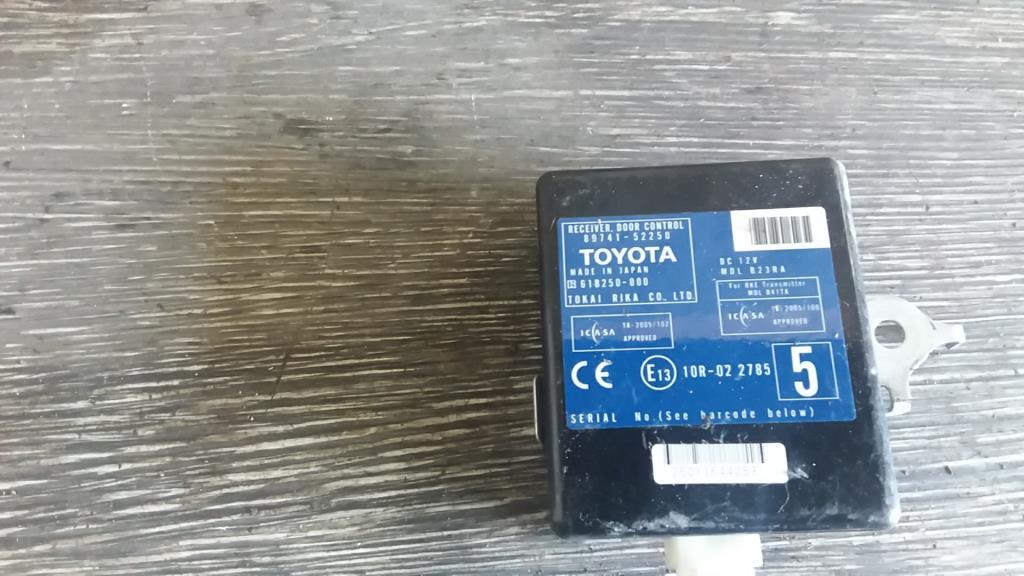 RECEIVER, DOOR CONTROL
89741-52250
TOYOTA
MADE IN JAPAN
61B250-000
TOKAI RIKA CO., LTD.
DC 12V
MDL B23RA
For RKE Transmitter
MDL B41TA
ICASA
TA-2005/102
APPROVED
ICASA
2005/100
APPROVED
CE
E13
10R-02 2785
5
SERIAL No.(See barcode below)